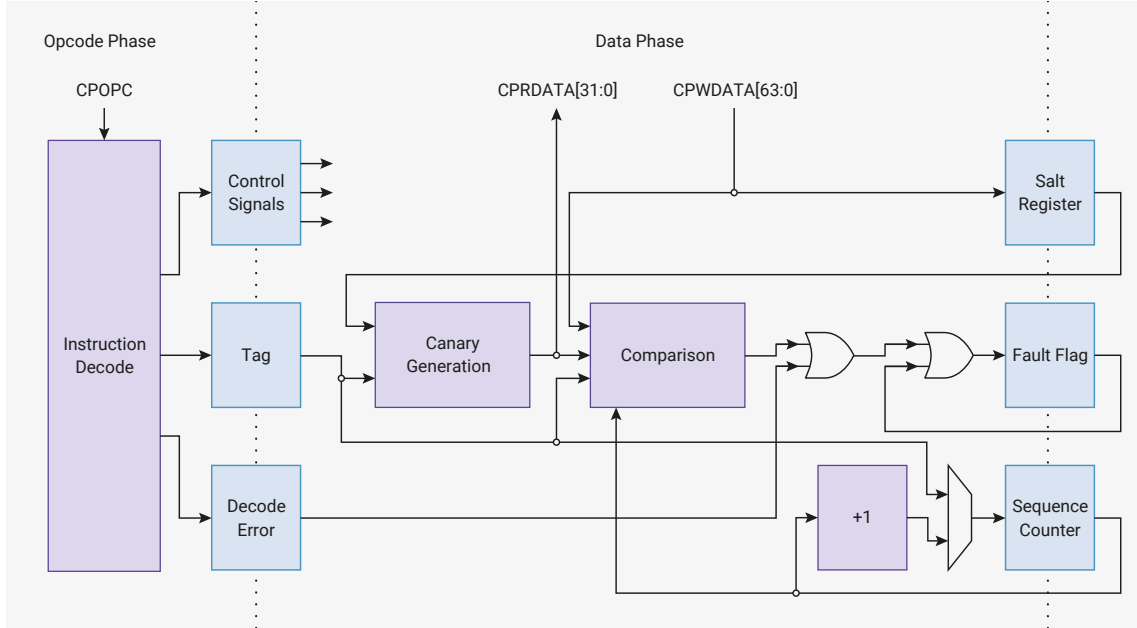 Opcode Phase
Data Phase
CPOPC
CPRDATA[31:0]
CPWDATA[63:0]
Control
Signals
Salt
Register
Instruction
Decode
Tag
Canary
Generation
Comparison
Fault Flag
Decode
Error
+1
Sequence
Counter